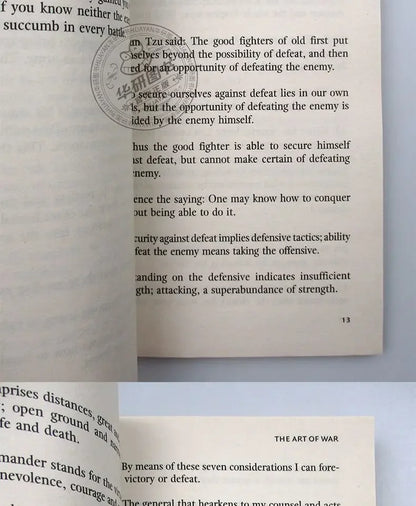 f you know neither the
succumb in every battle
Tzu said: The good fighters of old first put
selves beyond the possibility of defeat, and then
ed for an opportunity of defeating the enemy.
secure ourselves against defeat lies in our own
s, but the opportunity of defeating the enemy is
ided by the enemy himself.
hus the good fighter is able to secure himself
nst defeat, but cannot make certain of defeating
enemy.
ence the saying: One may know how to conquer
out being able to do it.
curity against defeat implies defensive tactics; ability
feat the enemy means taking the offensive.
anding on the defensive indicates insufficient
gth; attacking, a superabundance of strength.
13
prises distances, great
; open ground and
fe and death.
mander stands for the
nevolence, courage and
THE ART OF WAR
By means of these seven considerations I can fore-
victory or defeat.
The general that hearkens to my counsel and acts